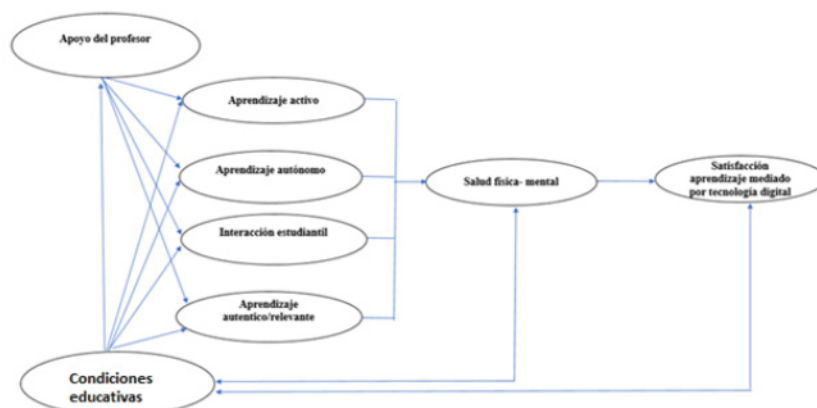 Apoyo del profesor
Aprendizaje activo
Aprendizaje autónomo
Interacción estudiantil
Aprendizaje
autentico/relevante
Salud física- mental
Satisfacción
aprendizaje mediado
por tecnología digital
Condiciones
educativas